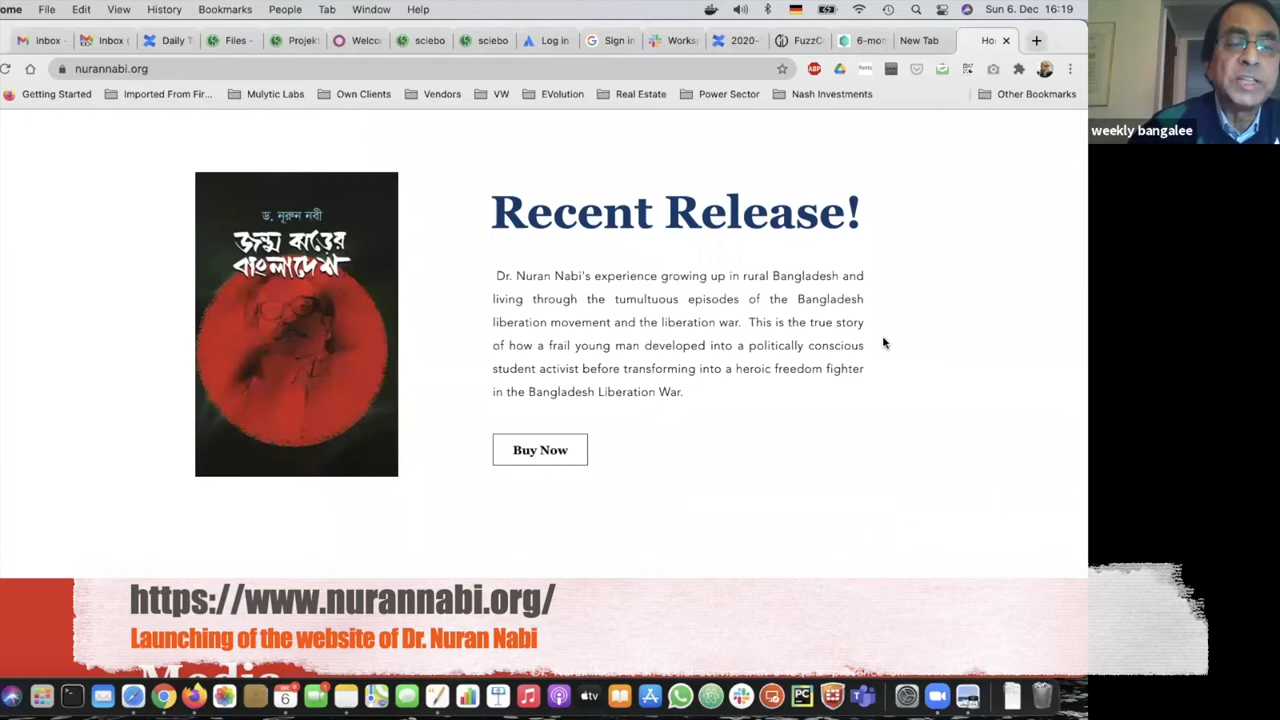 ome File Edit View History Bookmarks People Tab Window Help Sun 6. Dec 16:19
inbox Inbox ( Daily T Files - Projekt Welco sciebo sciebo Log in Sign in Works 2020- FuzzC 6-mon New Tab Ho
nurannabi.org
ABP
Getting Started Imported From Fir... Mulytic Labs Own Clients Vendors VW EVolution Real Estate Power Sector Nash Investments Other Bookmarks
weekly bangalee
ড. নূরুন নবী
জন্ম ঝড়ের
বাংলাদেশ
Recent Release!
Dr. Nuran Nabi's experience growing up in rural Bangladesh and
living through the tumultuous episodes of the Bangladesh
liberation movement and the liberation war. This is the true story
of how a frail young man developed into a politically conscious
student activist before transforming into a heroic freedom fighter
in the Bangladesh Liberation War.
Buy Now
https://www.nurannabi.org/
Launching of the website of Dr. Nuran Nabi
Media